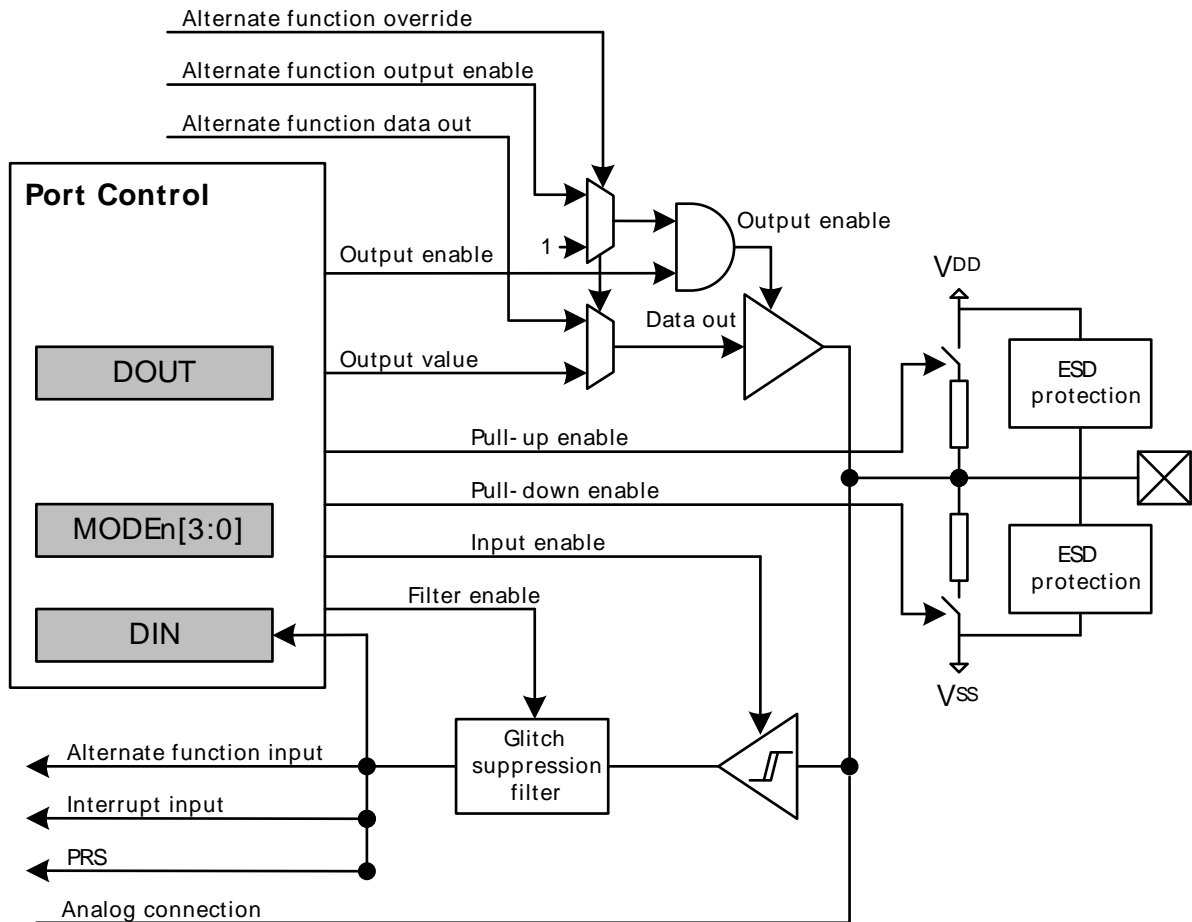 Alternate function override
Alternate function output enable
Alternate function data out
Port Control
Output enable
1
Output enable
VDD
DOUT
Output value
Data out
ESD
protection
Pull-up enable
Pull-down enable
MODEn[3:0]
Input enable
ESD
protection
Filter enable
DIN
VSS
Glitch
suppression
filter
Alternate function input
Interrupt input
PRS
Analog connection